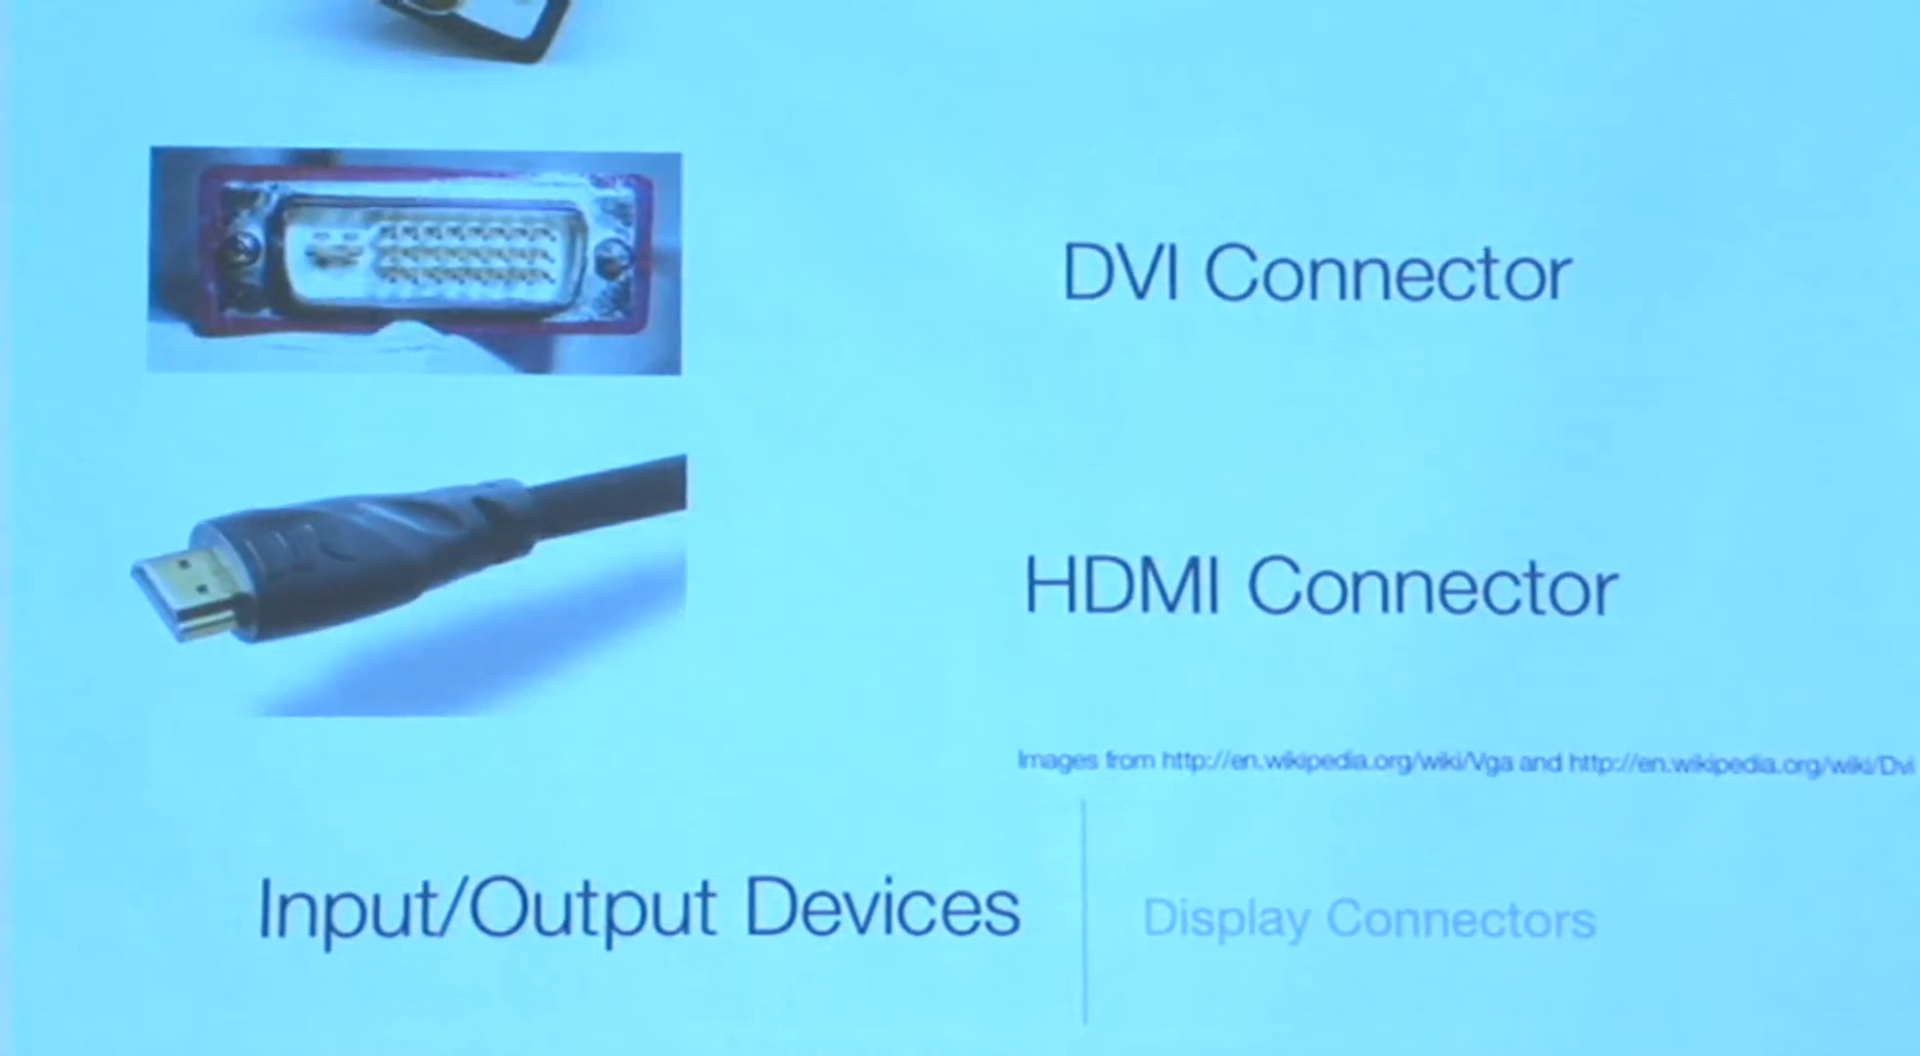 DVI Connector
HDMI Connector
Images from http://en.wikipedia.org/wiki/Vga and http://en.wikipedia.org/wiki/Dvi
Input/Output Devices
Display Connectors